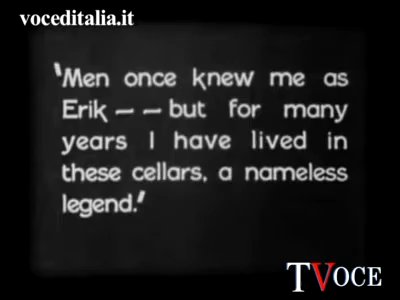 voceditalia.it
'Men once knew me as
Erik — — but for many
years I have lived in
these cellars, a nameless
legend.'
TVOCE